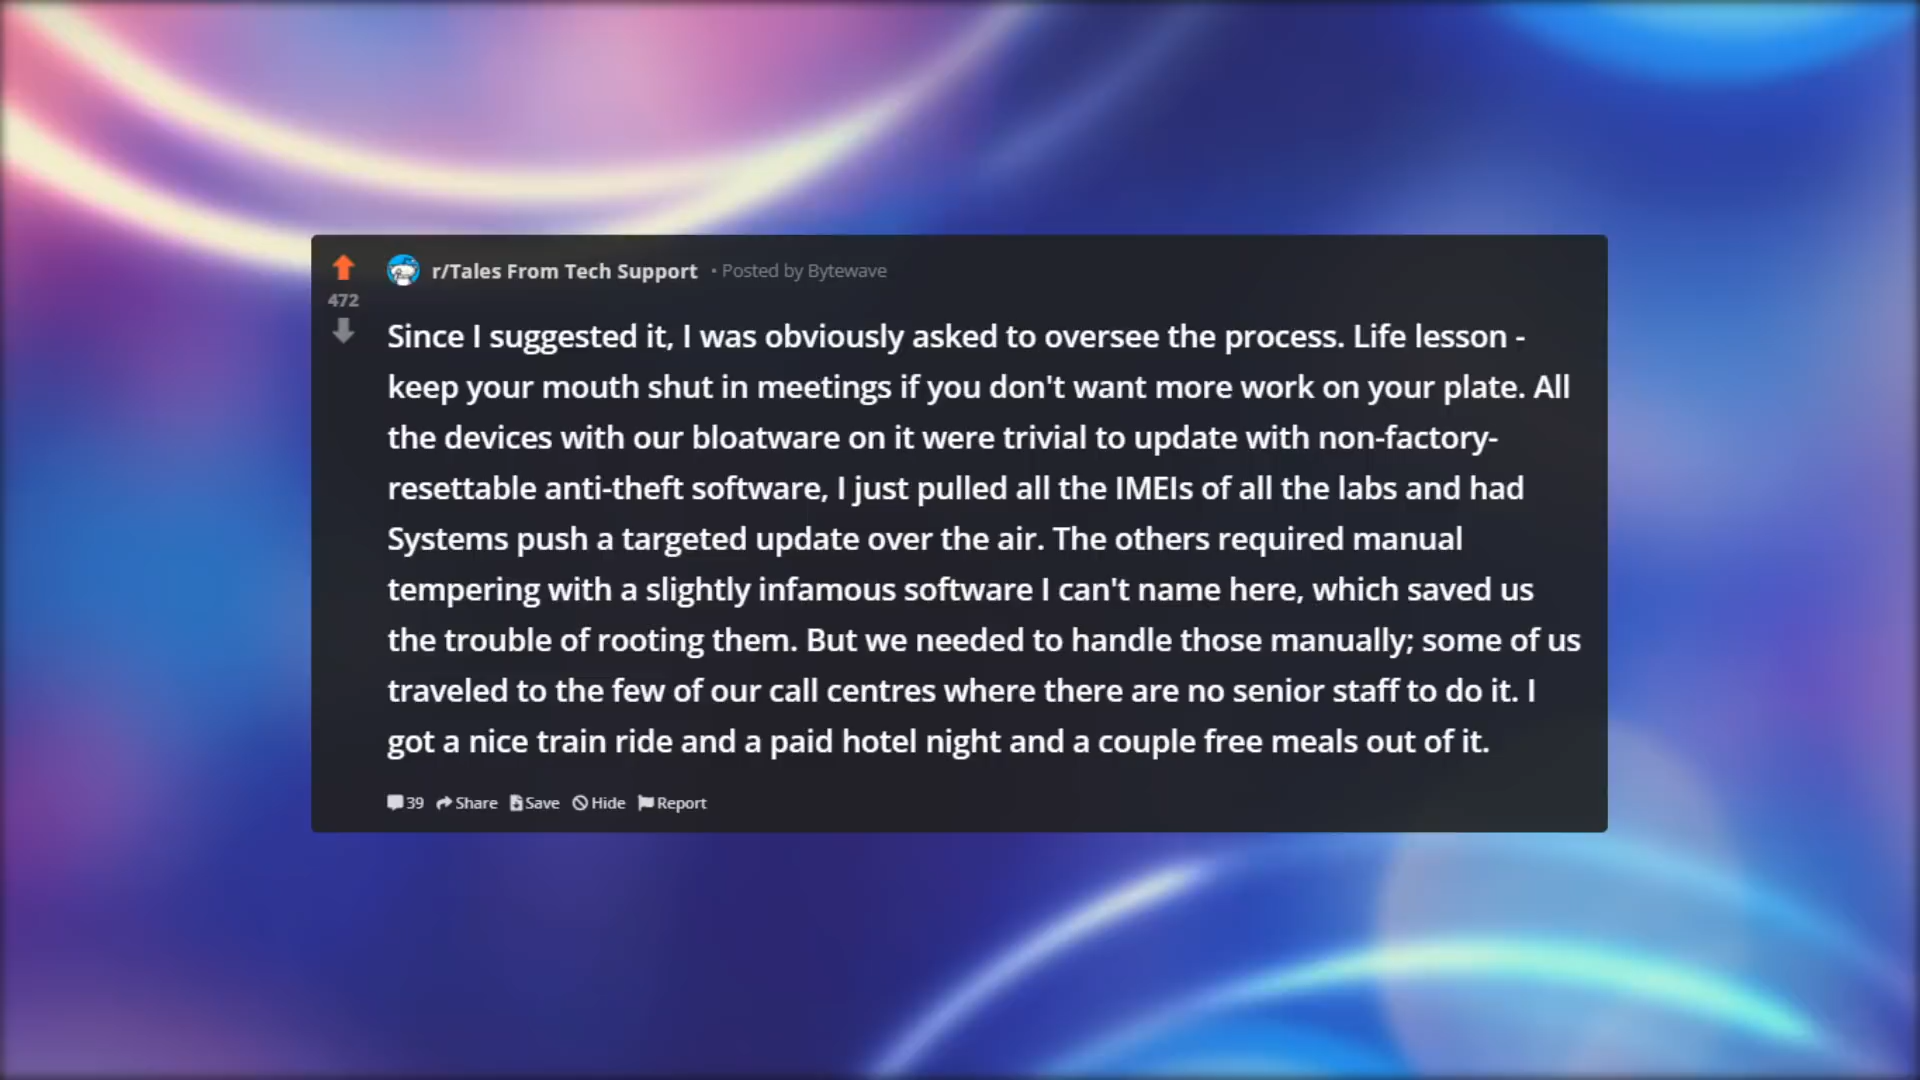 r/Tales From Tech Support • Posted by Bytewave
472
Since I suggested it, I was obviously asked to oversee the process. Life lesson -
keep your mouth shut in meetings if you don't want more work on your plate. All
the devices with our bloatware on it were trivial to update with non-factory-
resettable anti-theft software, I just pulled all the IMEIs of all the labs and had
Systems push a targeted update over the air. The others required manual
tempering with a slightly infamous software I can't name here, which saved us
the trouble of rooting them. But we needed to handle those manually; some of us
traveled to the few of our call centres where there are no senior staff to do it. I
got a nice train ride and a paid hotel night and a couple free meals out of it.
39 Share Save Hide Report